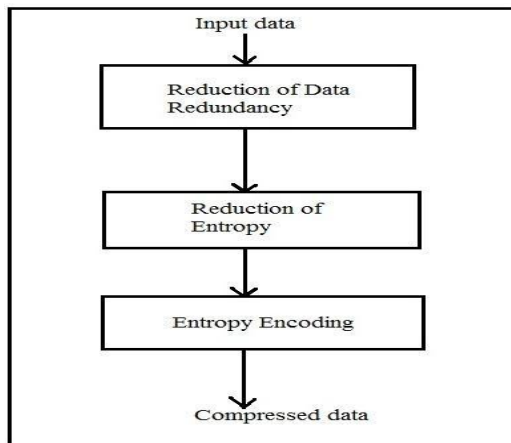 Input data
Reduction of Data
Redundancy
Reduction of
Entropy
Entropy Encoding
Compressed data